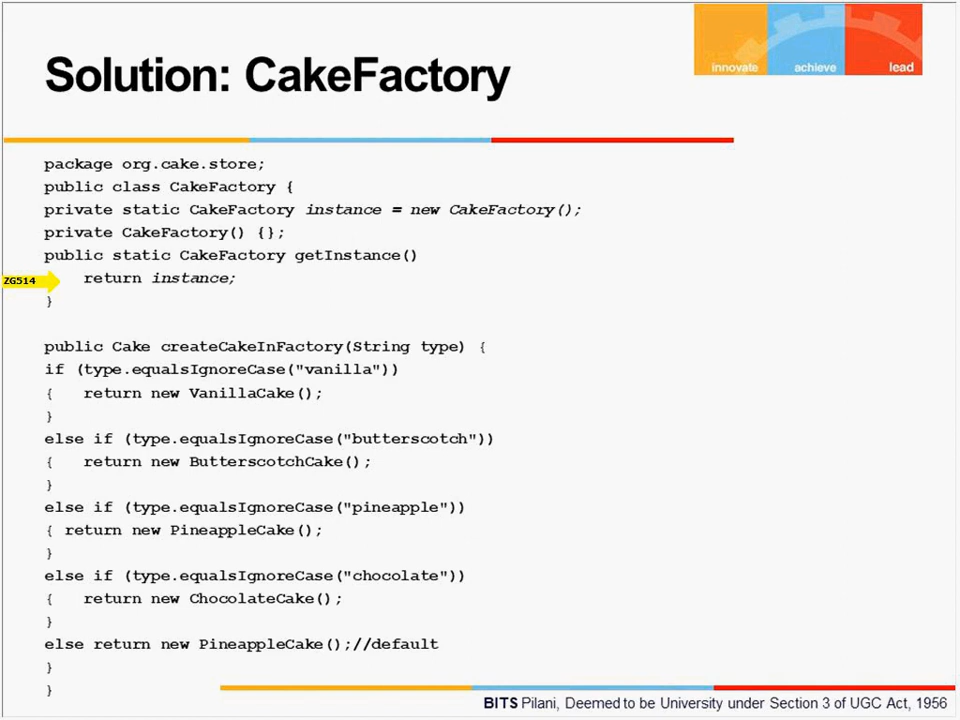 innovate achieve lead
Solution: CakeFactory
package org.cake.store;
public class CakeFactory {
private static CakeFactory instance = new CakeFactory();
private CakeFactory() {};
public static CakeFactory getInstance()
ZG514
return instance;
}
public Cake createCakeInFactory(String type) {
if (type.equalsIgnoreCase("vanilla"))
{ return new VanillaCake();
}
else if (type.equalsIgnoreCase("butterscotch"))
{ return new ButterscotchCake();
}
else if (type.equalsIgnoreCase("pineapple"))
{ return new PineappleCake();
}
else if (type.equalsIgnoreCase("chocolate"))
{ return new ChocolateCake();
}
else return new PineappleCake();//default
}
}
BITS Pilani, Deemed to be University under Section 3 of UGC Act, 1956